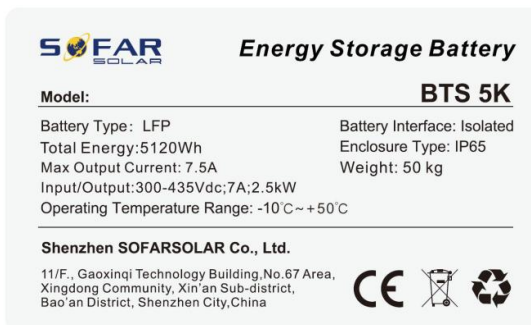 SOFAR
SOLAR
Energy Storage Battery
Model: BTS 5K
Battery Type: LFP
Battery Interface: Isolated
Total Energy:5120Wh
Enclosure Type: IP65
Max Output Current: 7.5A
Weight: 50 kg
Input/Output:300-435Vdc;7A;2.5kW
Operating Temperature Range: -10℃~+50℃
Shenzhen SOFARSOLAR Co., Ltd.
11/F., Gaoxinqi Technology Building,No.67 Area,
Xingdong Community, Xin'an Sub-district,
Bao'an District, Shenzhen City,China
CE